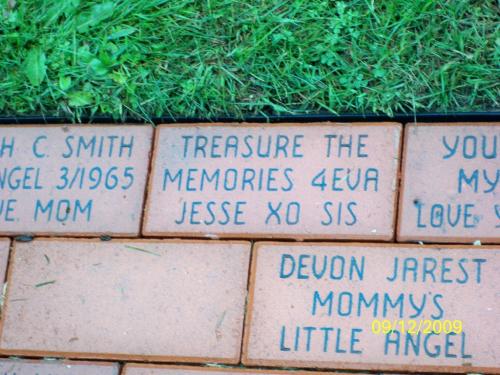 H C. SMITH
NGEL 3/1965
VE MOM
TREASURE THE
MEMORIES 4EVA
JESSE XO SIS
YOU
MY
LOVE
DEVON JAREST
MOMMY'S
LITTLE ANGEL
09/12/2009